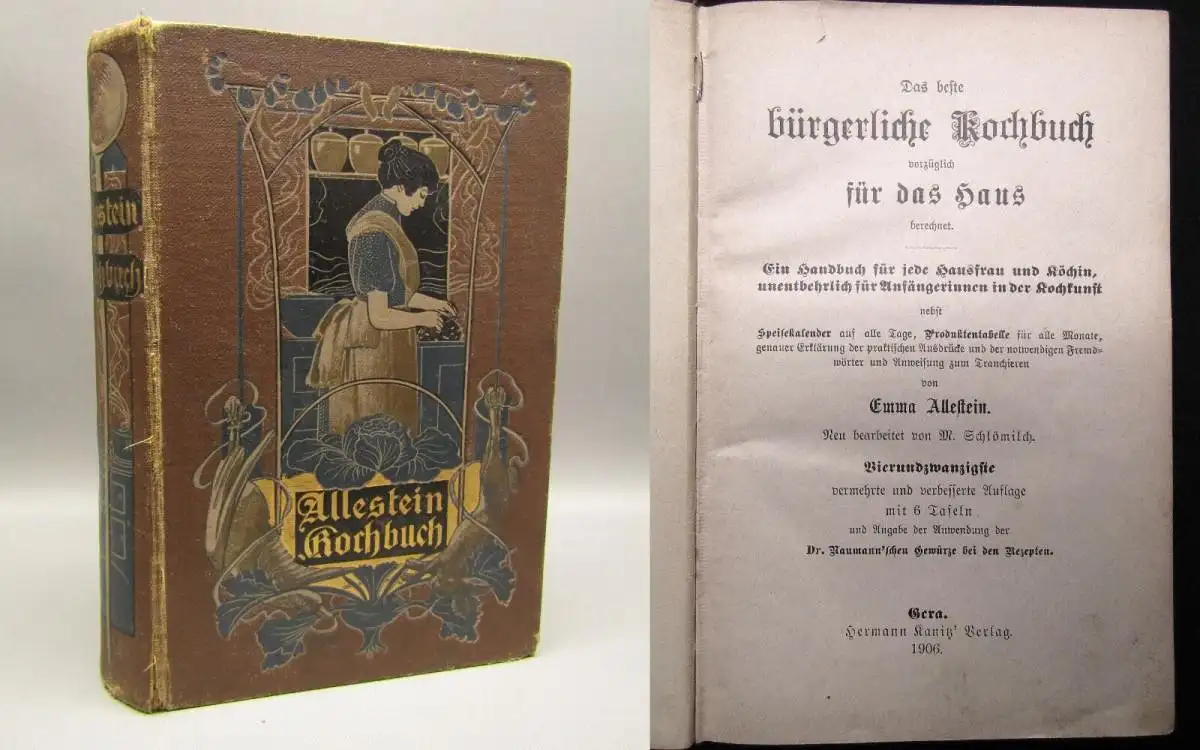 Allestein
Kochbuch
Das beste
bürgerliche Kochbuch
vorzüglich
für das Haus
berechnet.
Ein Handbuch für jede Hausfrau und Köchin,
unentbehrlich für Anfängerinnen in der Kochkunst
nebst
Speisekalender auf alle Tage, Produktentabelle für alle Monate,
genauer Erklärung der praktischen Ausdrücke und der notwendigen Fremd-
wörter und Anweisung zum Tranchieren
von
Emma Allestein.
Neu bearbeitet von M. Schlömilch.
Vierundzwanzigste
vermehrte und verbesserte Auflage
mit 6 Tafeln
und Angabe der Anwendung der
Dr. Naumann'schen Gewürze bei den Rezepten.
Gera.
Hermann Kanitz' Verlag.
1906.